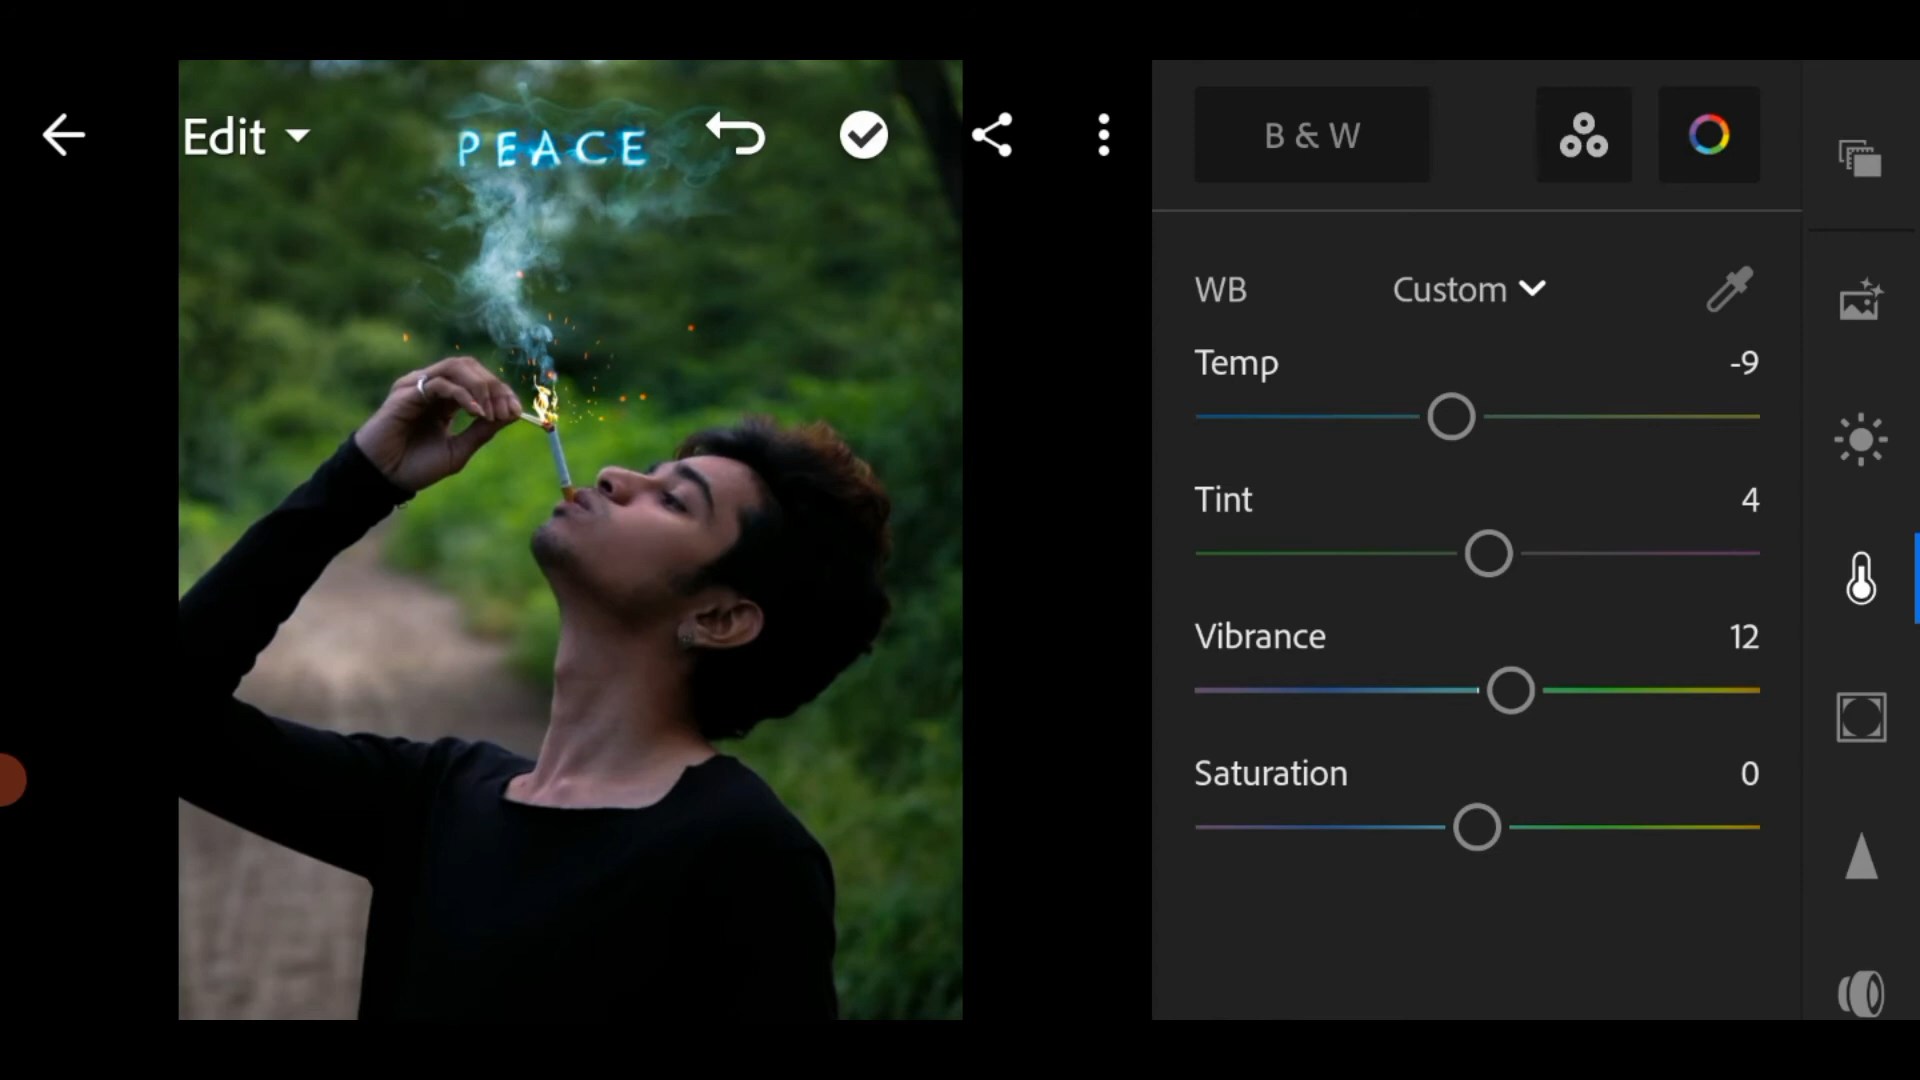 Edit
PEACE
B & W
WB Custom
Temp -9
Tint 4
Vibrance 12
Saturation 0